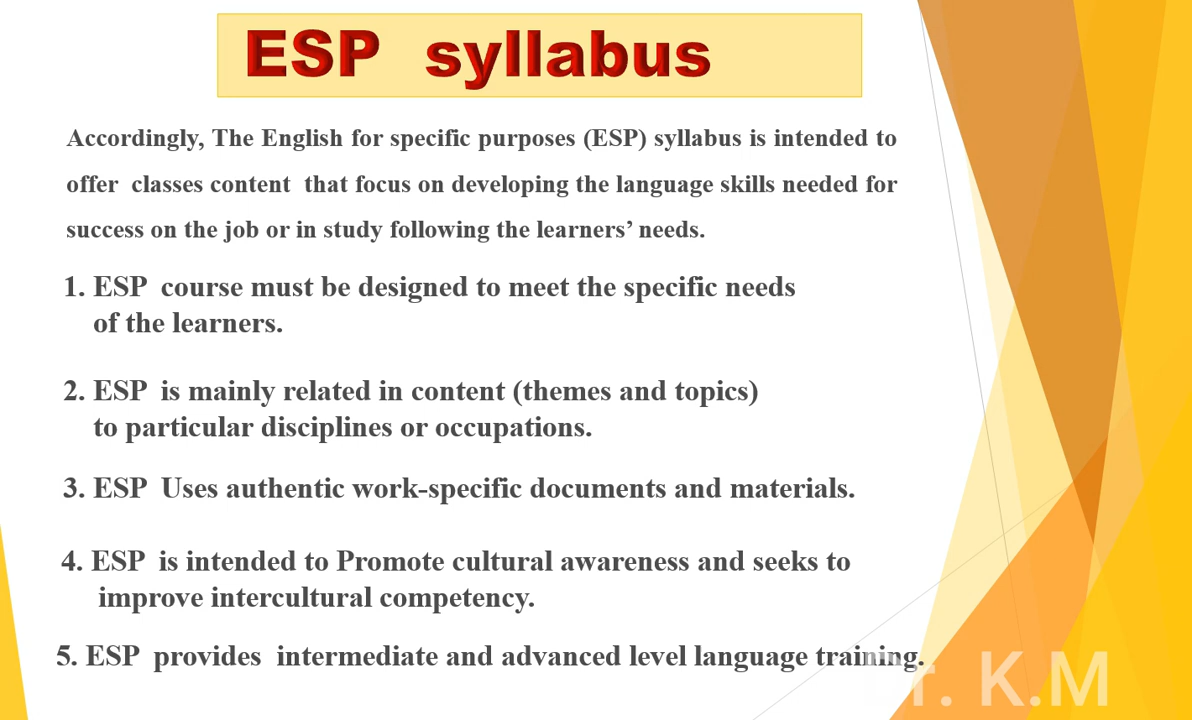 ESP syllabus
Accordingly, The English for specific purposes (ESP) syllabus is intended to
offer classes content that focus on developing the language skills needed for
success on the job or in study following the learners’ needs.
1. ESP course must be designed to meet the specific needs
of the learners.
2. ESP is mainly related in content (themes and topics)
to particular disciplines or occupations.
3. ESP Uses authentic work-specific documents and materials.
4. ESP is intended to Promote cultural awareness and seeks to
improve intercultural competency.
5. ESP provides intermediate and advanced level language training.
Dr. K.M